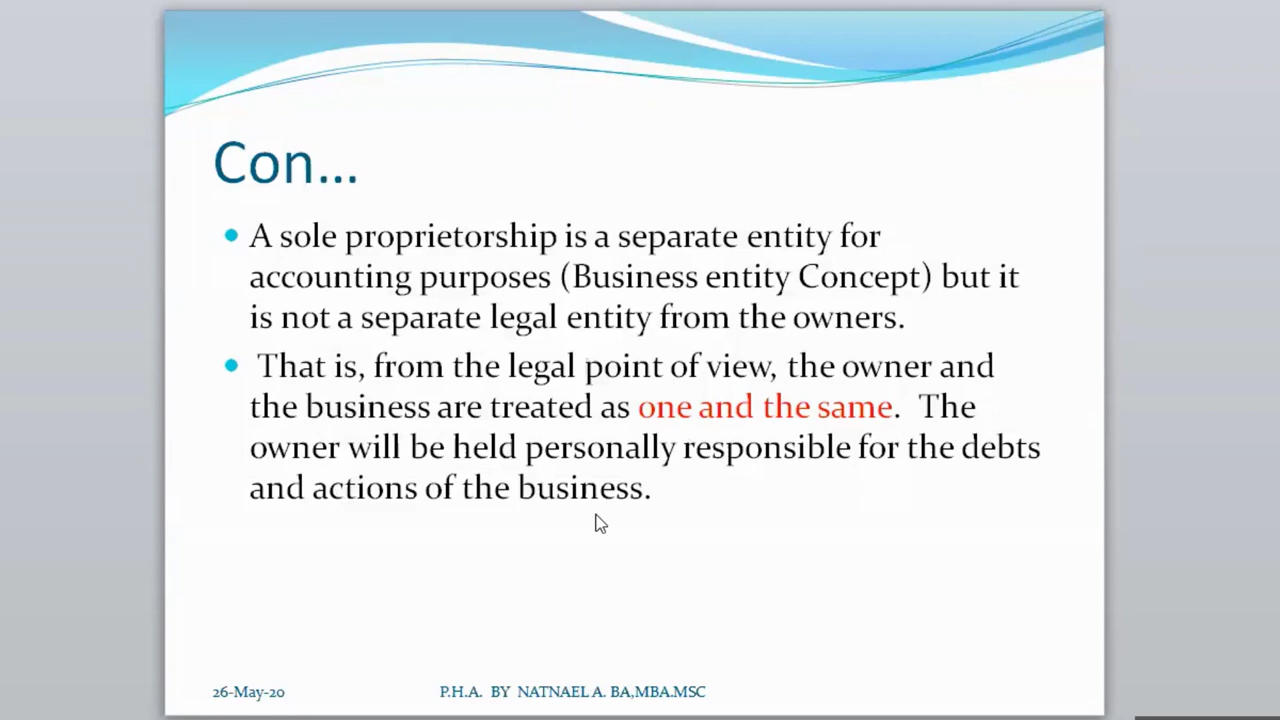 Con...
• A sole proprietorship is a separate entity for
accounting purposes (Business entity Concept) but it
is not a separate legal entity from the owners.
• That is, from the legal point of view, the owner and
the business are treated as one and the same. The
owner will be held personally responsible for the debts
and actions of the business.
26-May-20
P.H.A. BY NATNAEL A. BA,MBA.MSC